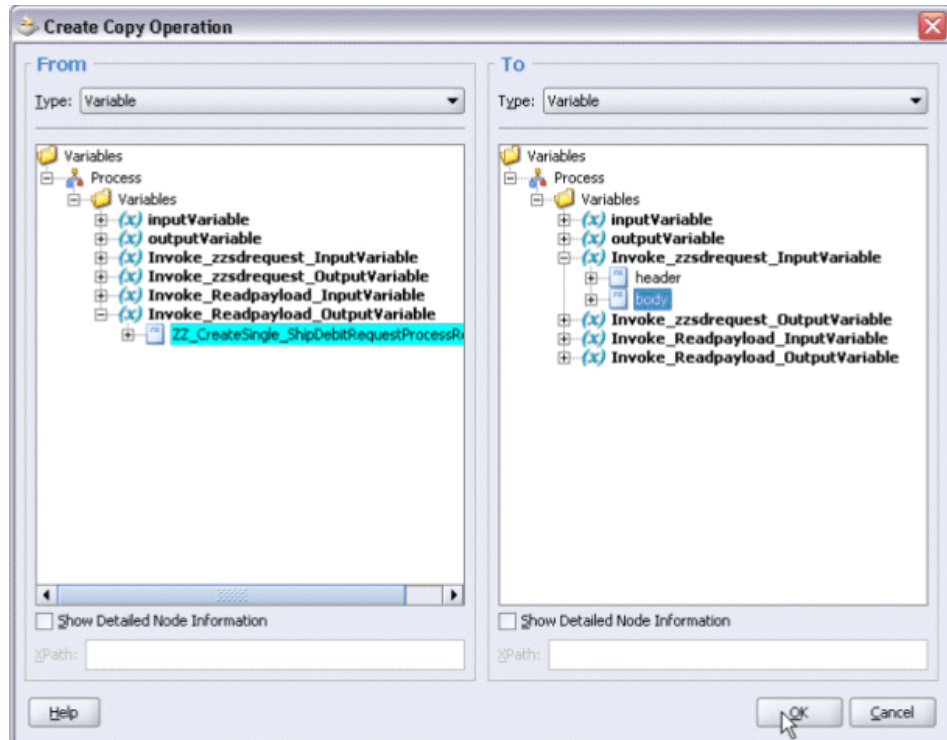 Create Copy Operation
From
Type: Variable
Variables
Process
Variables
inputVariable
outputVariable
Invoke_zzsdrequest_InputVariable
Invoke_zzsdrequest_OutputVariable
Invoke_Readpayload_InputVariable
Invoke_Readpayload_OutputVariable
ZZ_CreateSingle_ShipDebitRequestProcessR
Show Detailed Node Information
XPath:
To
Type: Variable
Variables
Process
Variables
inputVariable
outputVariable
Invoke_zzsdrequest_InputVariable
header
body
Invoke_zzsdrequest_OutputVariable
Invoke_Readpayload_InputVariable
Invoke_Readpayload_OutputVariable
Show Detailed Node Information
XPath:
Help
OK
Cancel